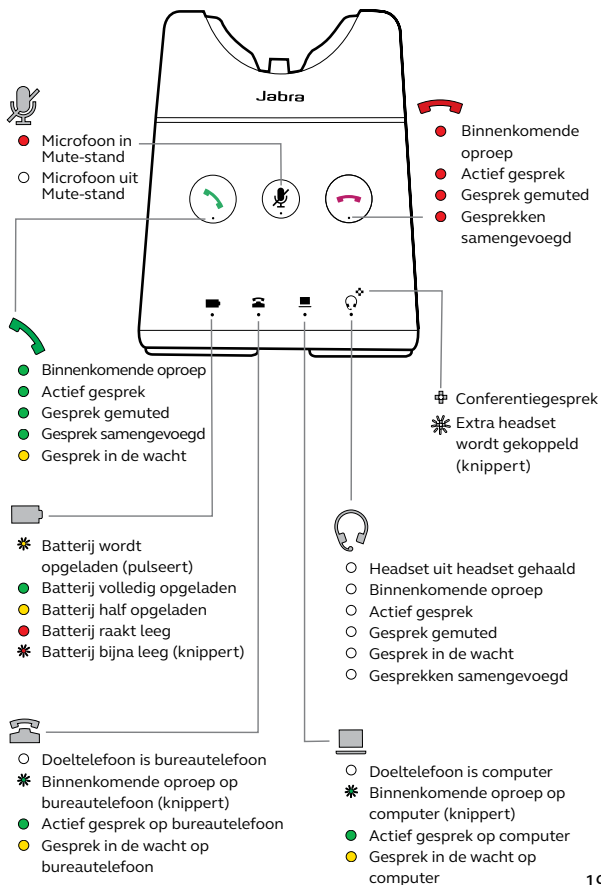 Jabra
Microfoon in
Mute-stand
Microfoon uit
Mute-stand
Binnenkomende
oproep
Actief gesprek
Gesprek gemuted
Gesprekken
samengevoegd
Binnenkomende oproep
Actief gesprek
Gesprek gemuted
Gesprek samengevoegd
Gesprek in de wacht
Conferentiegesprek
Extra headset
wordt gekoppeld
(knippert)
Batterij wordt
opgeladen (pulseert)
Batterij volledig opgeladen
Batterij half opgeladen
Batterij raakt leeg
Batterij bijna leeg (knippert)
Headset uit headset gehaald
Binnenkomende oproep
Actief gesprek
Gesprek gemuted
Gesprek in de wacht
Gesprekken samengevoegd
Doeltelefoon is bureautelefoon
Binnenkomende oproep op
bureautelefoon (knippert)
Actief gesprek op bureautelefoon
Gesprek in de wacht op
bureautelefoon
Doeltelefoon is computer
Binnenkomende oproep op
computer (knippert)
Actief gesprek op computer
Gesprek in de wacht op
computer